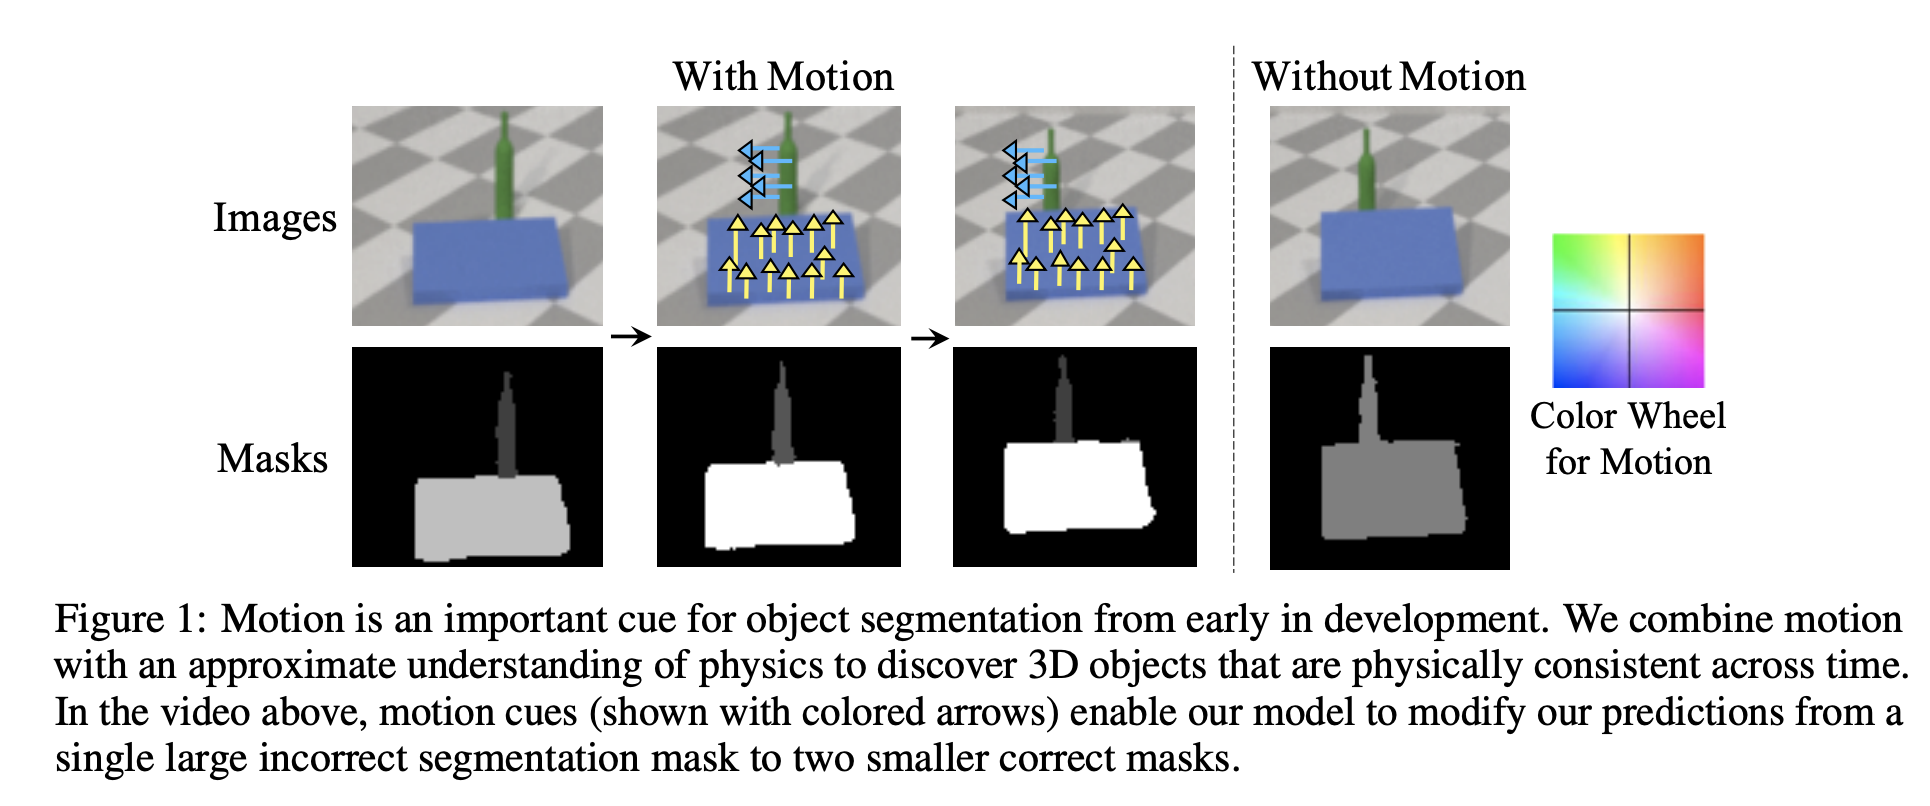 With Motion
Without Motion
Images
Masks
Color Wheel
for Motion
Figure 1: Motion is an important cue for object segmentation from early in development. We combine motion
with an approximate understanding of physics to discover 3D objects that are physically consistent across time.
In the video above, motion cues (shown with colored arrows) enable our model to modify our predictions from a
single large incorrect segmentation mask to two smaller correct masks.